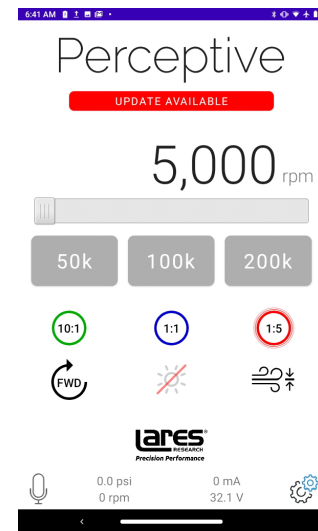 6:41 AM
Perceptive
UPDATE AVAILABLE
5,000 rpm
50k 100k 200k
10:1 1:1 1:5
FWD
LARES
RESEARCH
Precision Performance
0.0 psi 0 mA
0 rpm 32.1 V